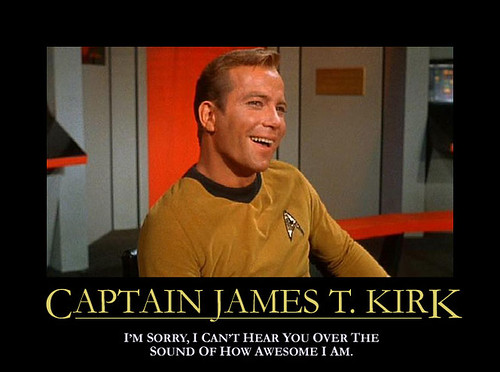 CAPTAIN JAMES T. KIRK
I'M SORRY, I CAN'T HEAR YOU OVER THE
SOUND OF HOW AWESOME I AM.